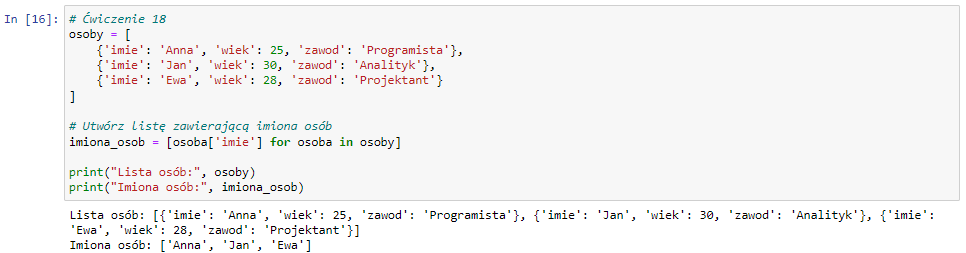 In [16]: # Ćwiczenie 18
osoby = [
    {'imie': 'Anna', 'wiek': 25, 'zawod': 'Programista'},
    {'imie': 'Jan', 'wiek': 30, 'zawod': 'Analityk'},
    {'imie': 'Ewa', 'wiek': 28, 'zawod': 'Projektant'}
]
# Utwórz listę zawierającą imiona osób
imiona_osob = [osoba['imie'] for osoba in osoby]
print("Lista osób:", osoby)
print("Imiona osób:", imiona_osob)
Lista osób: [{'imie': 'Anna', 'wiek': 25, 'zawod': 'Programista'}, {'imie': 'Jan', 'wiek': 30, 'zawod': 'Analityk'}, {'imie':
'Ewa', 'wiek': 28, 'zawod': 'Projektant'}]
Imiona osób: ['Anna', 'Jan', 'Ewa']